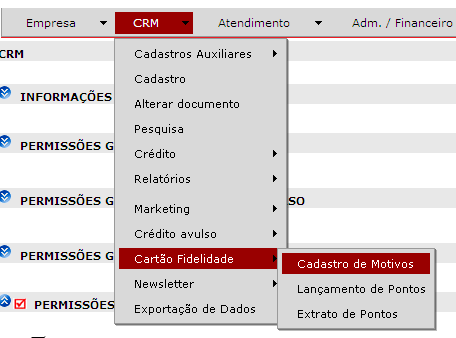 Empresa CRM Atendimento Adm. / Financeiro
CRM
Cadastros Auxiliares
Cadastro
INFORMAÇÕES
Alterar documento
Pesquisa
PERMISSÕES G
Crédito
Relatórios
PERMISSÕES G SO
Marketing
Crédito avulso
PERMISSÕES G
Cartão Fidelidade
Cadastro de Motivos
Newsletter
Lançamento de Pontos
PERMISSÕES
Exportação de Dados
Extrato de Pontos